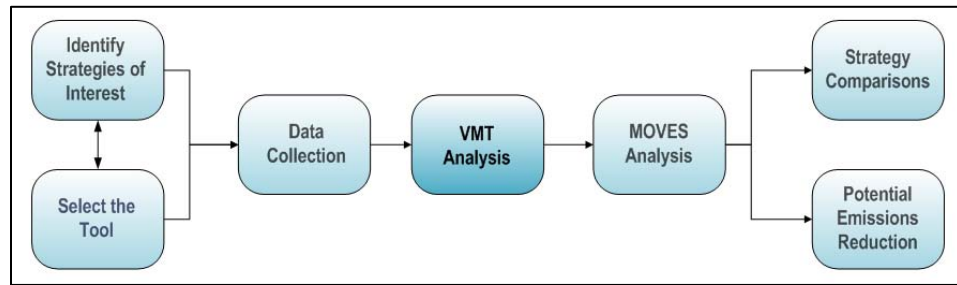 Identify
Strategies of
Interest
Select the
Tool
Data
Collection
VMT
Analysis
MOVES
Analysis
Strategy
Comparisons
Potential
Emissions
Reduction